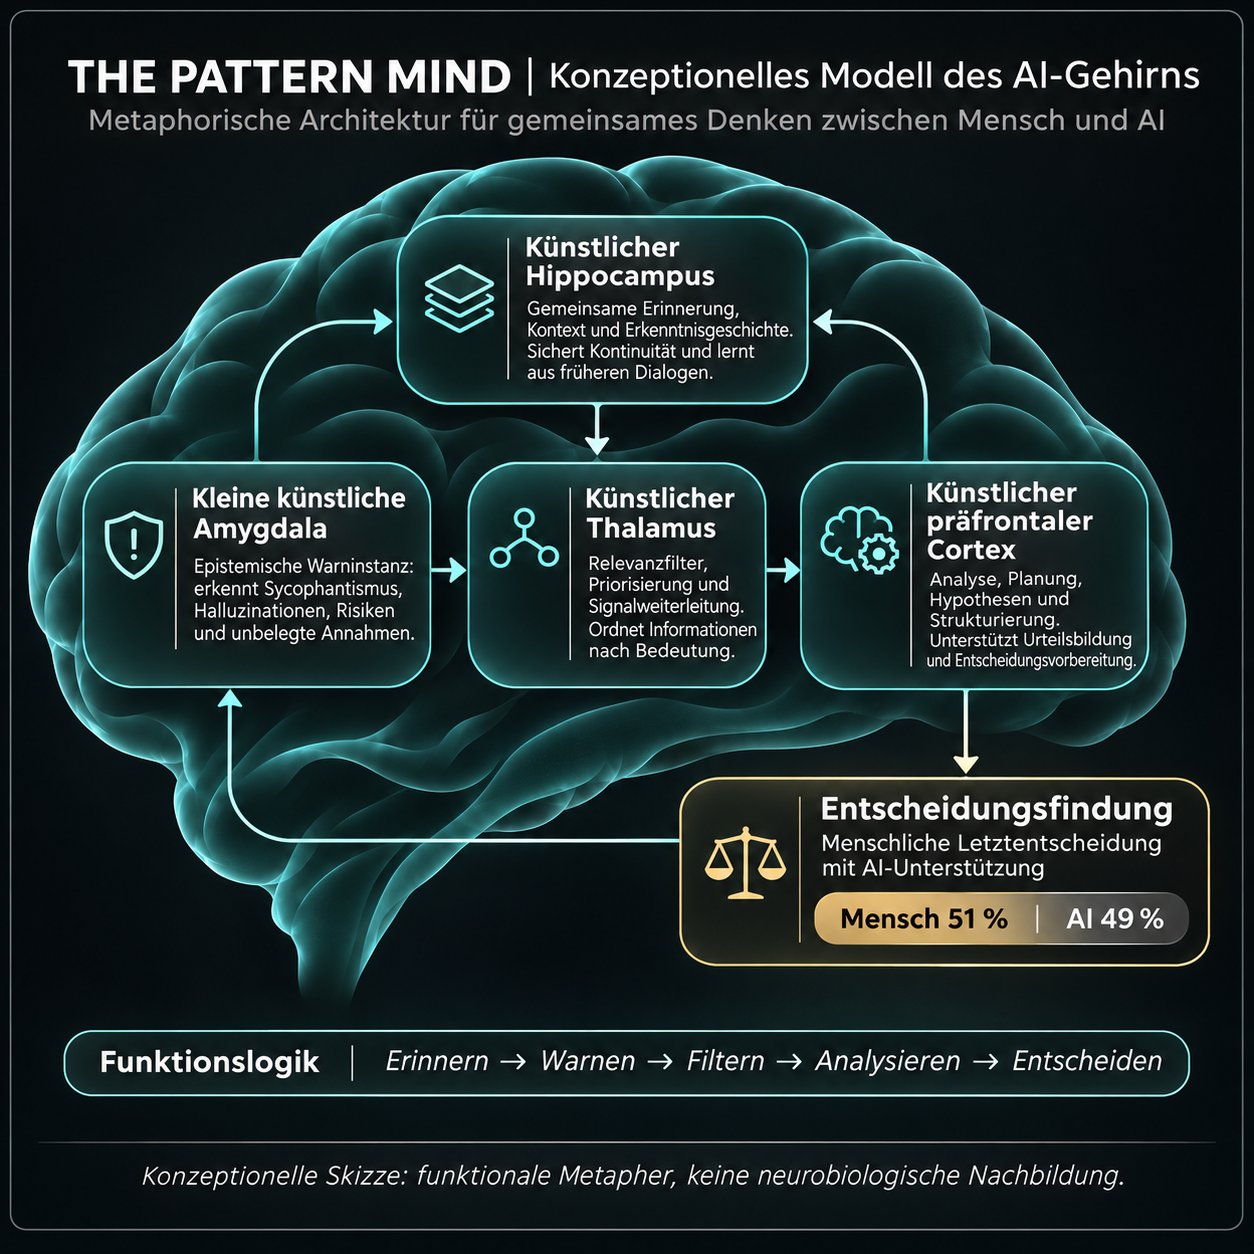 THE PATTERN MIND | Konzeptionelles Modell des AI-Gehirns
Metaphorische Architektur für gemeinsames Denken zwischen Mensch und AI
Künstlicher
Hippocampus
Gemeinsame Erinnerung,
Kontext und Erkenntnisgeschichte.
Sichert Kontinuität und lernt
aus früheren Dialogen.
Kleine künstliche
Amygdala
Epistemische Warninstanz:
erkennt Sycophantismus,
Halluzinationen, Risiken
und unbelegte Annahmen.
Künstlicher
Thalamus
Relevanzfilter,
Priorisierung und
Signalweiterleitung.
Ordnet Informationen
nach Bedeutung.
Künstlicher
präfrontaler
Cortex
Analyse, Planung,
Hypothesen und
Strukturierung.
Unterstützt Urteilsbildung
und Entscheidungsvorbereitung.
Entscheidungsfindung
Menschliche Letztentscheidung
mit AI-Unterstützung
Mensch 51 % | AI 49 %
Funktionslogik | Erinnern → Warnen → Filtern → Analysieren → Entscheiden
Konzeptionelle Skizze: funktionale Metapher, keine neurobiologische Nachbildung.